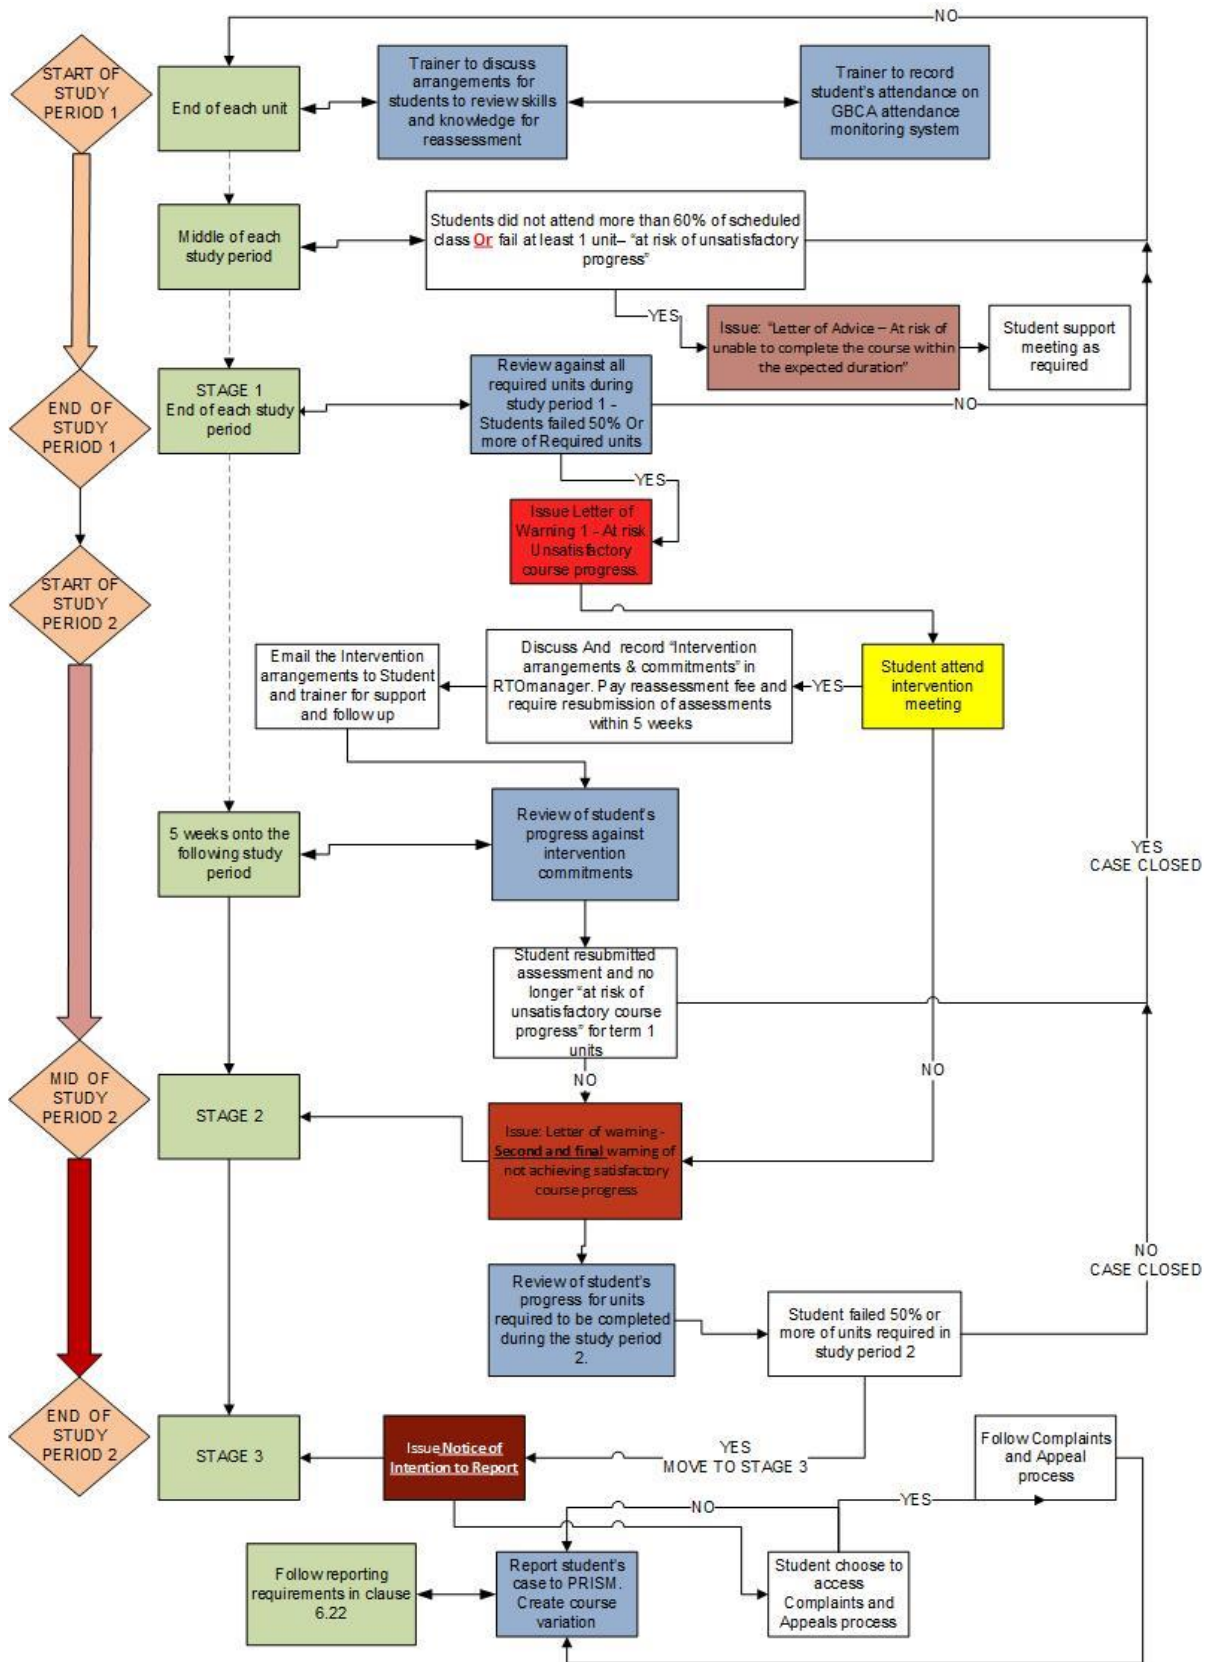 NO
START OF
STUDY
PERIOD 1
End of each unit
Trainer to discuss
arrangements for
students to review skills
and knowledge for
reassessment
Trainer to record
student's attendance on
GBCA attendance
monitoring system
Middle of each
study period
Students did not attend more than 60% of scheduled
class Or fail at least 1 unit– "at risk of unsatisfactory
progress"
YES
Issue: "Letter of Advice – At risk of
unable to complete the course within
the expected duration"
Student support
meeting as
required
END OF
STUDY
PERIOD 1
STAGE 1
End of each study
period
Review against all
required units during
study period 1 -
Students failed 50% Or
more of Required units
NO
YES
Issue Letter of
Warning 1 - At risk
Unsatisfactory
course progress.
START OF
STUDY
PERIOD 2
Email the Intervention
arrangements to Student
and trainer for support
and follow up
Discuss And record "Intervention
arrangements & commitments" in
RTOmanager. Pay reassessment fee and
require resubmission of assessments
within 5 weeks
YES
Student attend
intervention
meeting
5 weeks onto the
following study
period
Review of student's
progress against
intervention
commitments
YES
CASE CLOSED
Student resubmitted
assessment and no
longer "at risk of
unsatisfactory course
progress" for term 1
units
NO
NO
MID OF
STUDY
PERIOD 2
STAGE 2
Issue: Letter of warning -
Second and final warning of
not achieving satisfactory
course progress
NO
CASE CLOSED
Review of student's
progress for units
required to be completed
during the study period
2.
Student failed 50% or
more of units required in
study period 2
END OF
STUDY
PERIOD 2
STAGE 3
Issue Notice of
Intention to Report
YES
MOVE TO STAGE 3
Follow Complaints
and Appeal
process
NO
YES
Follow reporting
requirements in clause
6.22
Report student's
case to PRISM.
Create course
variation
Student choose to
access
Complaints and
Appeals process